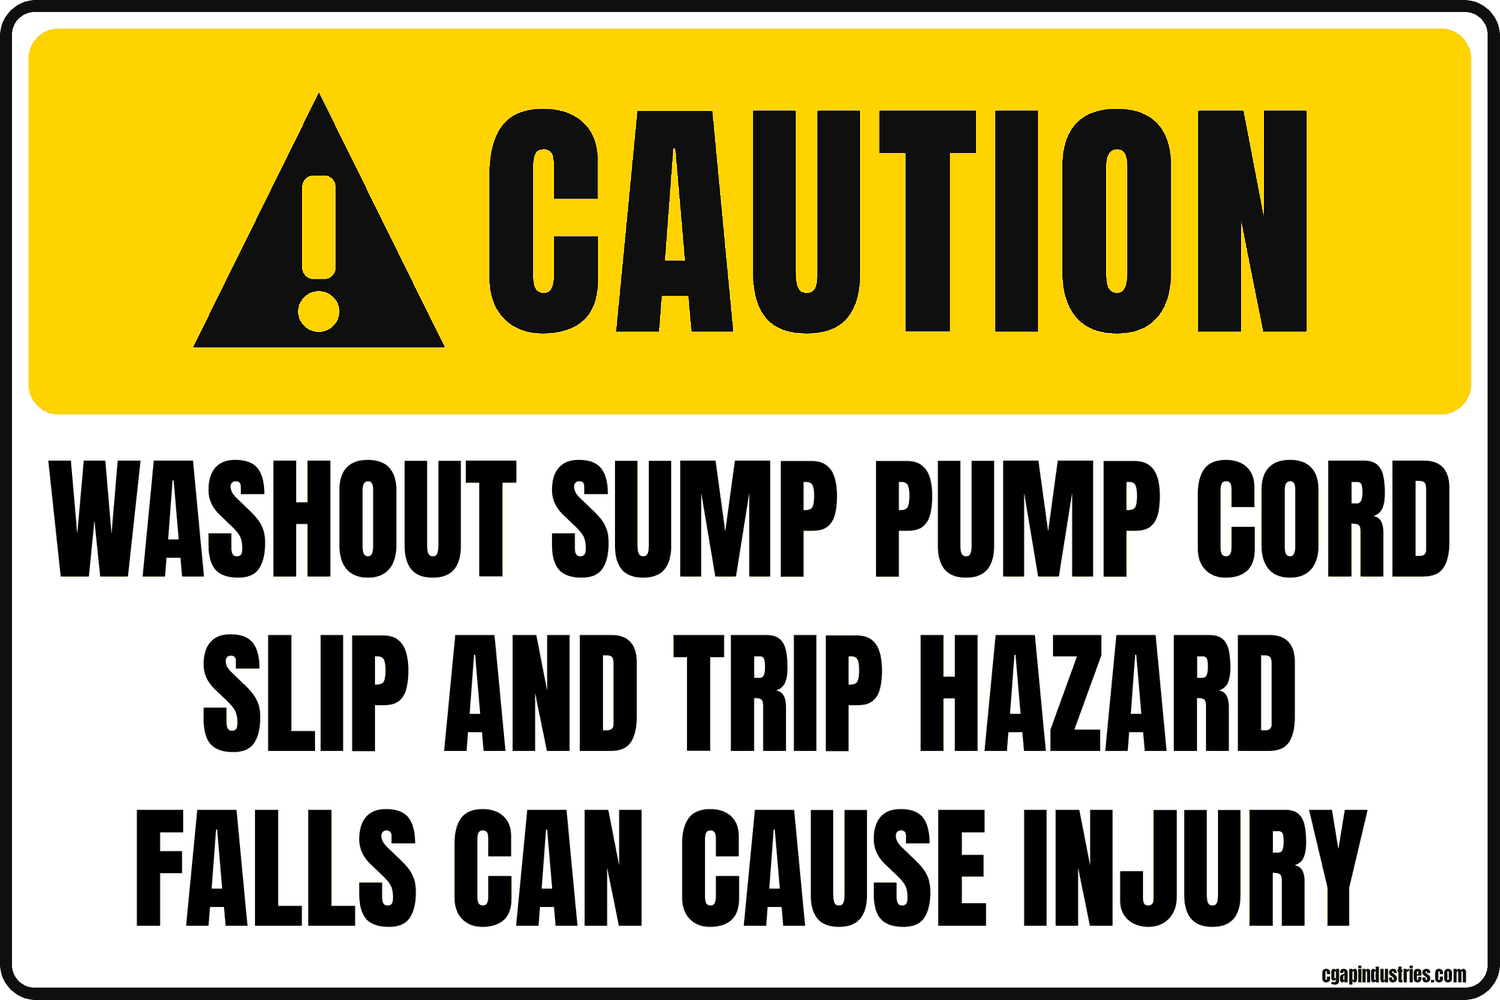 CAUTION
WASHOUT SUMP PUMP CORD
SLIP AND TRIP HAZARD
FALLS CAN CAUSE INJURY
cgapindustries.com